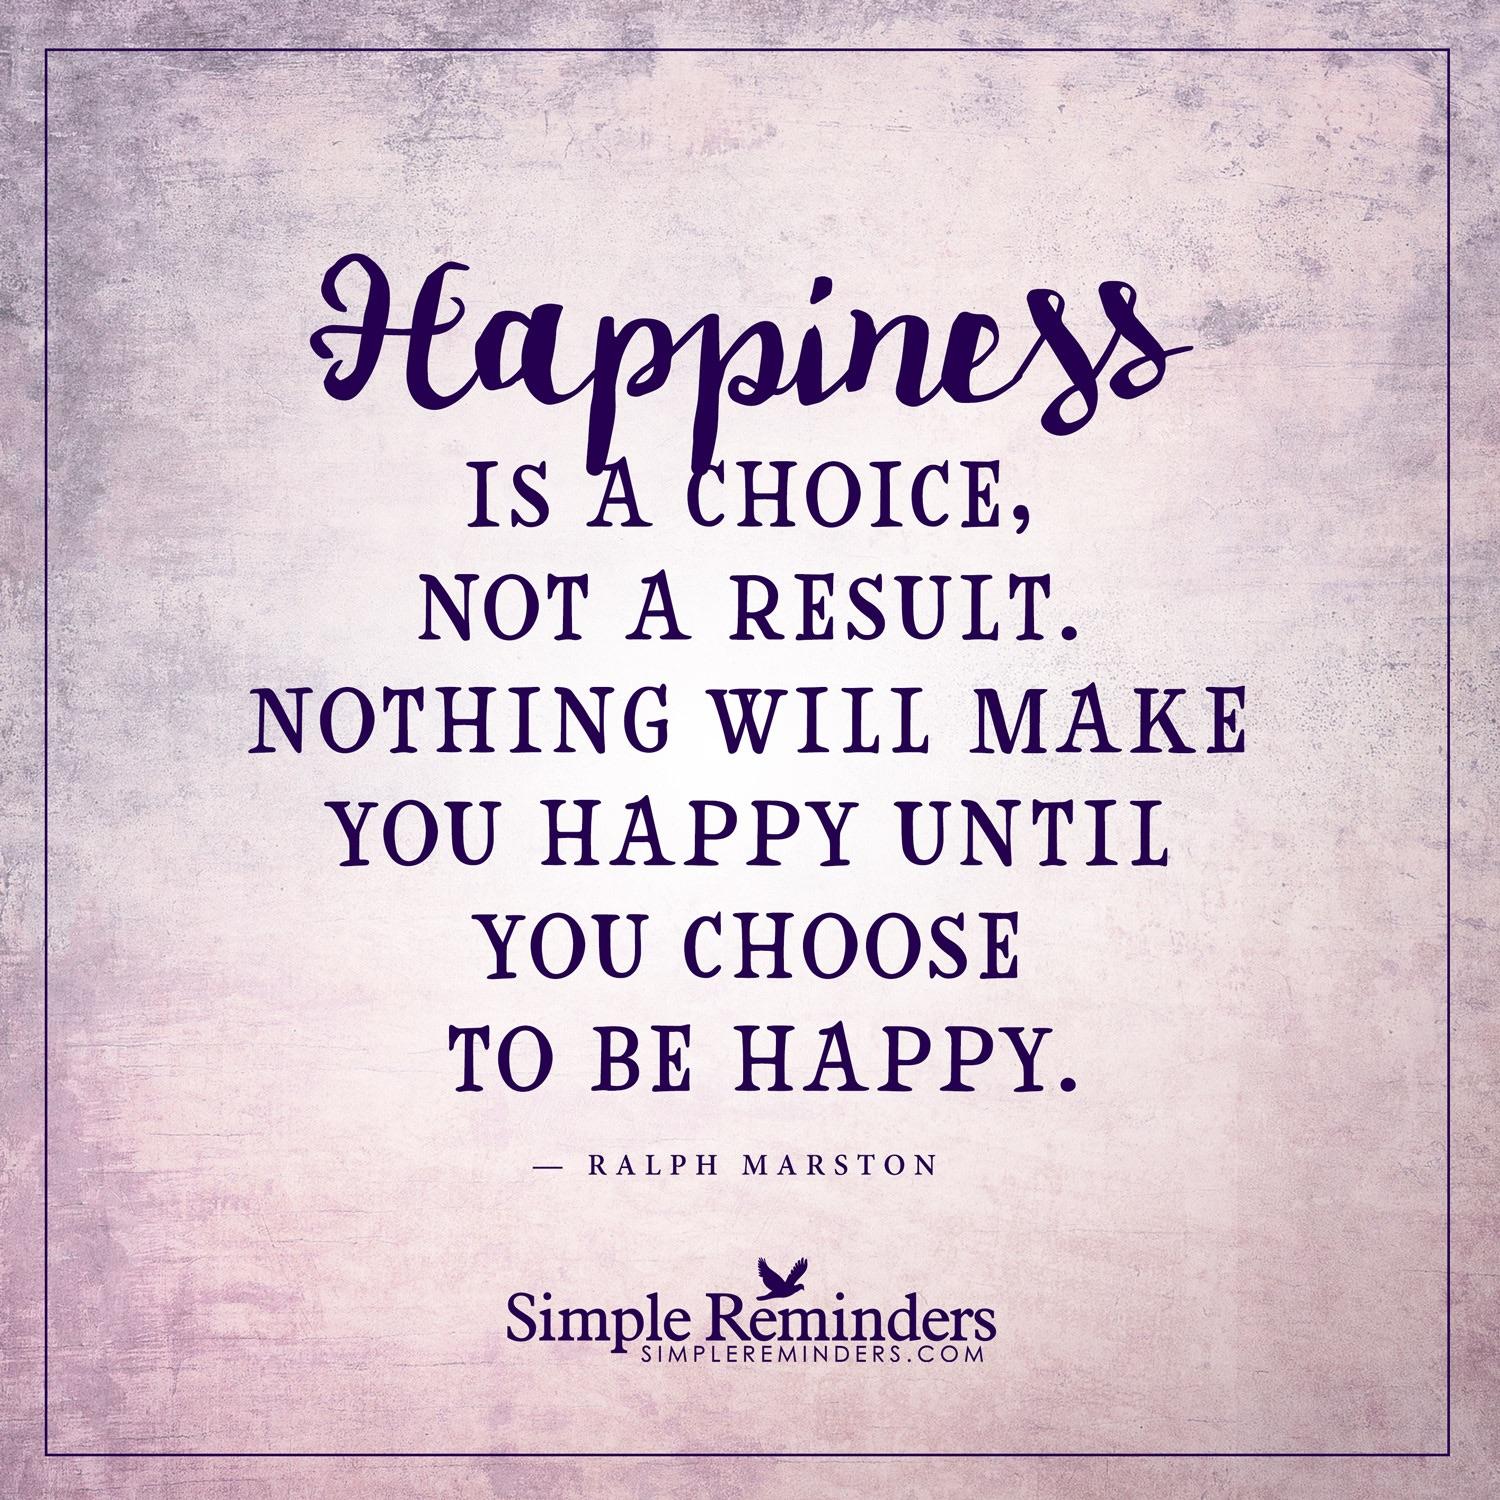 Happiness
IS A CHOICE,
NOT A RESULT.
NOTHING WILL MAKE
YOU HAPPY UNTIL
YOU CHOOSE
TO BE HAPPY.
— RALPH MARSTON
Simple Reminders
SIMPLEREMINDERS.COM